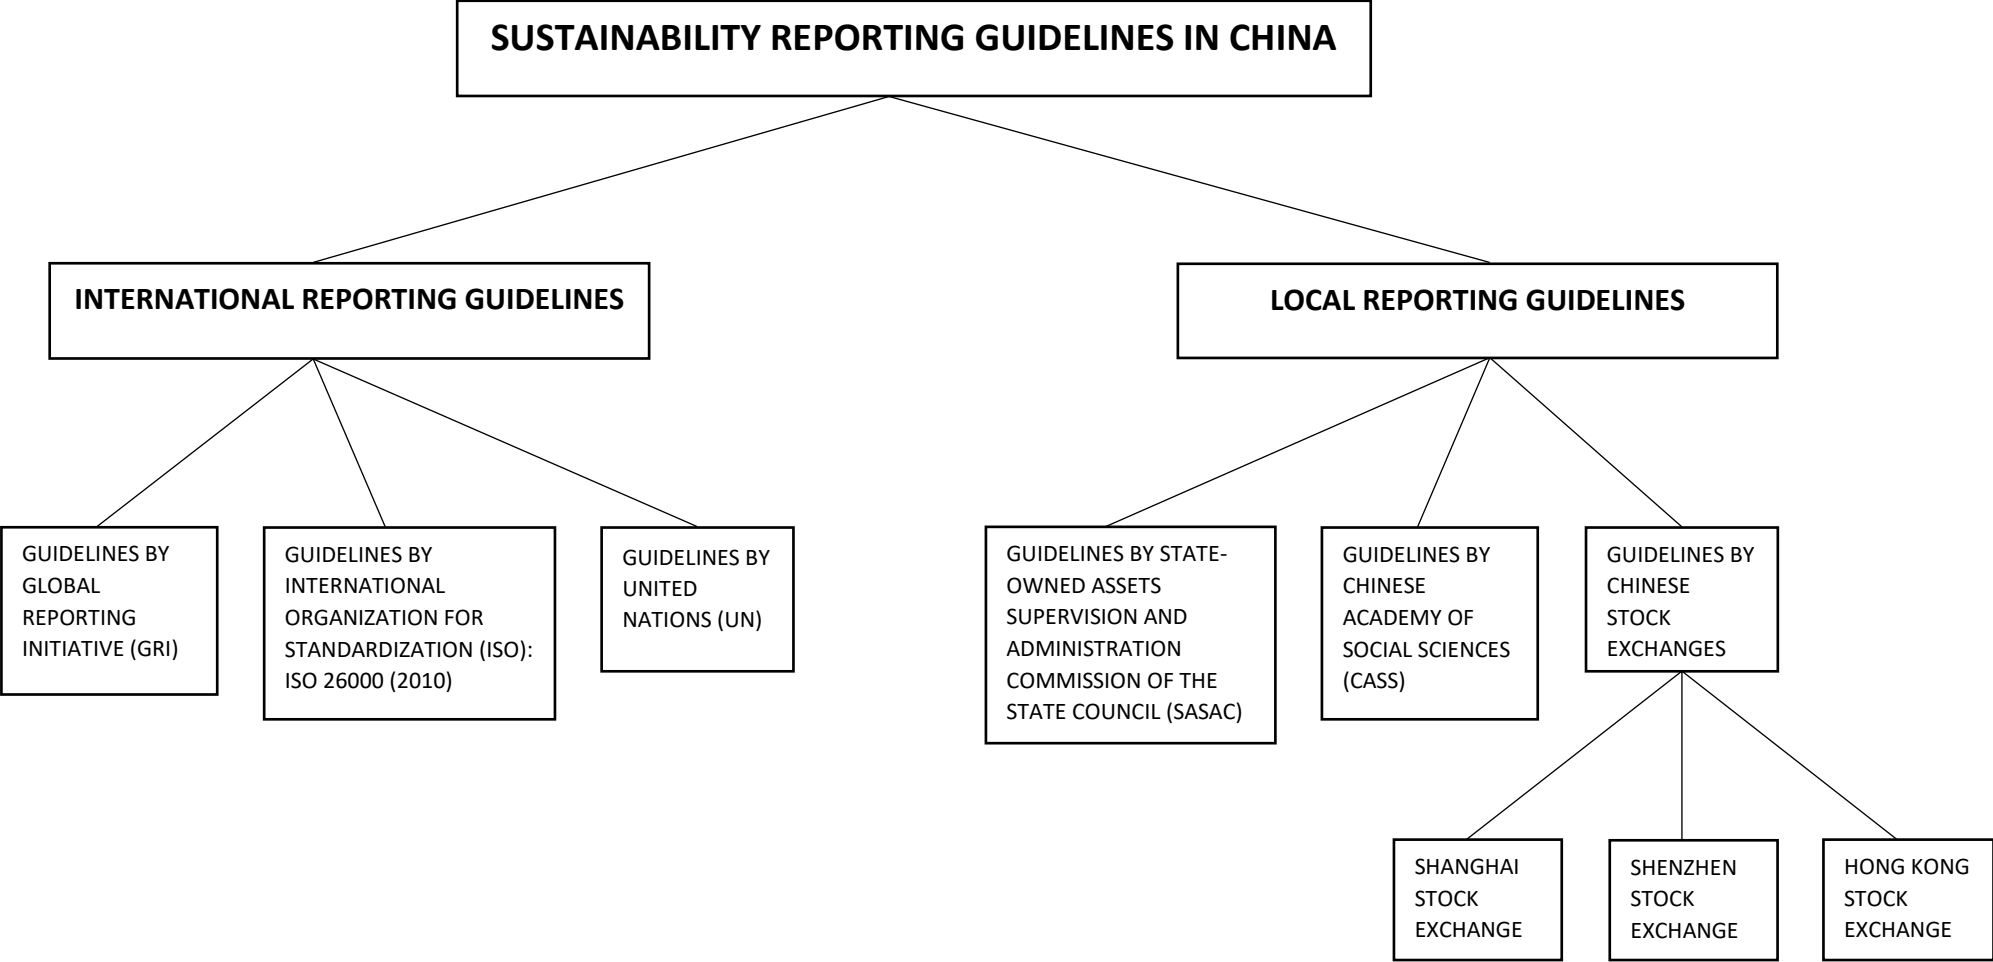 SUSTAINABILITY REPORTING GUIDELINES IN CHINA
INTERNATIONAL REPORTING GUIDELINES
LOCAL REPORTING GUIDELINES
GUIDELINES BY
GLOBAL
REPORTING
INITIATIVE (GRI)
GUIDELINES BY
INTERNATIONAL
ORGANIZATION FOR
STANDARDIZATION (ISO):
ISO 26000 (2010)
GUIDELINES BY
UNITED
NATIONS (UN)
GUIDELINES BY STATE-
OWNED ASSETS
SUPERVISION AND
ADMINISTRATION
COMMISSION OF THE
STATE COUNCIL (SASAC)
GUIDELINES BY
CHINESE
ACADEMY OF
SOCIAL SCIENCES
(CASS)
GUIDELINES BY
CHINESE
STOCK
EXCHANGES
SHANGHAI
STOCK
EXCHANGE
SHENZHEN
STOCK
EXCHANGE
HONG KONG
STOCK
EXCHANGE